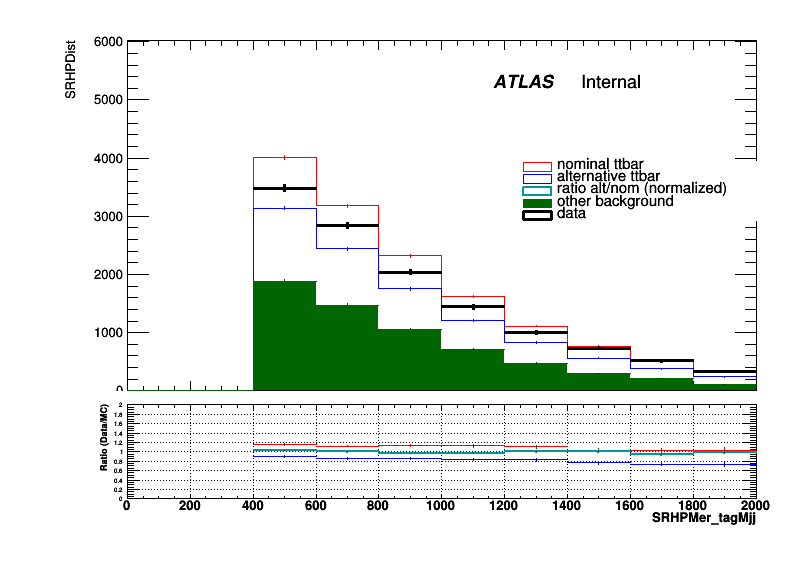 SRHPDist
6000
5000
4000
3000
2000
1000
0
ATLAS Internal
nominal ttbar
alternative ttbar
ratio alt/nom (normalized)
other background
data
Ratio (Data/MC)
2
1.8
1.6
1.4
1.2
1
0.8
0.6
0.4
0.2
0
0 200 400 600 800 1000 1200 1400 1600 1800 2000
SRHPMer_tagMjj